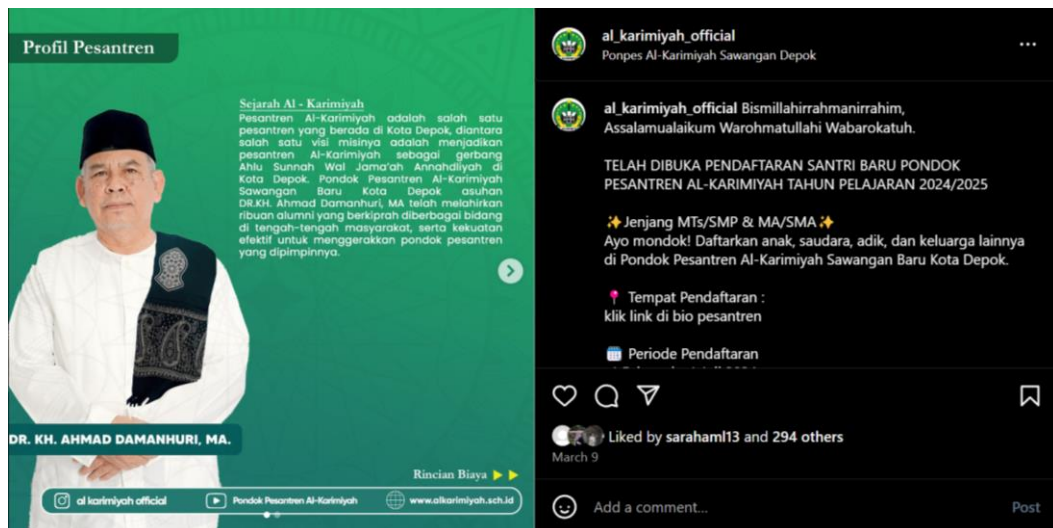 Profil Pesantren
Sejarah Al - Karimiyah
Pesantren Al-Karimiyah adalah salah satu
pesantren yang berada di Kota Depok, diantara
salah satu visi misinya adalah menjadikan
pesantren Al-Karimiyah sebagai gerbang
Ahlu Sunnah Wal Jama'ah Annahdliyah di
Kota Depok. Pondok Pesantren Al-Karimiyah
Sawangan Baru Kota Depok asuhan
DR.KH. Ahmad Damanhuri, MA telah melahirkan
ribuan alumni yang berkiprah diberbagai bidang
di tengah-tengah masyarakat, serta kekuatan
efektif untuk menggerakkan pondok pesantren
yang dipimpinnya.
DR. KH. AHMAD DAMANHURI, MA.
Rincian Biaya
al karimiyah official
Pondok Pesantren Al-Karimiyah
www.alkarimiyah.sch.id
al_karimiyah_official
Ponpes Al-Karimiyah Sawangan Depok
al_karimiyah_official Bismillahirrahmanirrahim,
Assalamualaikum Warohmatullahi Wabarokatuh.
TELAH DIBUKA PENDAFTARAN SANTRI BARU PONDOK
PESANTREN AL-KARIMIYAH TAHUN PELAJARAN 2024/2025
✨Jenjang MTs/SMP & MA/SMA✨
Ayo mondok! Daftarkan anak, saudara, adik, dan keluarga lainnya
di Pondok Pesantren Al-Karimiyah Sawangan Baru Kota Depok.
📍 Tempat Pendaftaran :
klik link di bio pesantren
🗓️ Periode Pendaftaran
Liked by sarahaml13 and 294 others
March 9
Add a comment...
Post